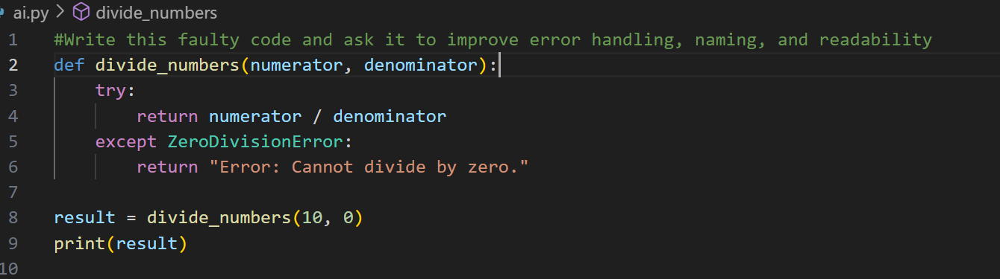 ai.py > divide_numbers
1 #Write this faulty code and ask it to improve error handling, naming, and readability
2 def divide_numbers(numerator, denominator):
3     try:
4         return numerator / denominator
5     except ZeroDivisionError:
6         return "Error: Cannot divide by zero."
7
8 result = divide_numbers(10, 0)
9 print(result)
10